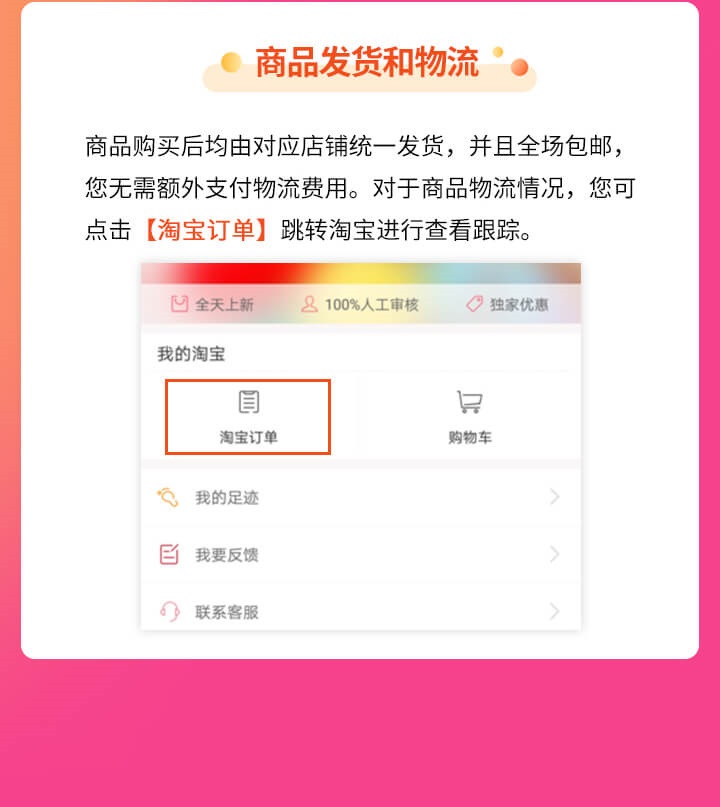 商品发货和物流
商品购买后均由对应店铺统一发货，并且全场包邮，
您无需额外支付物流费用。对于商品物流情况，您可
点击【淘宝订单】跳转淘宝进行查看跟踪。
全天上新 100%人工审核 独家优惠
我的淘宝
淘宝订单 购物车
我的足迹
我要反馈
联系客服